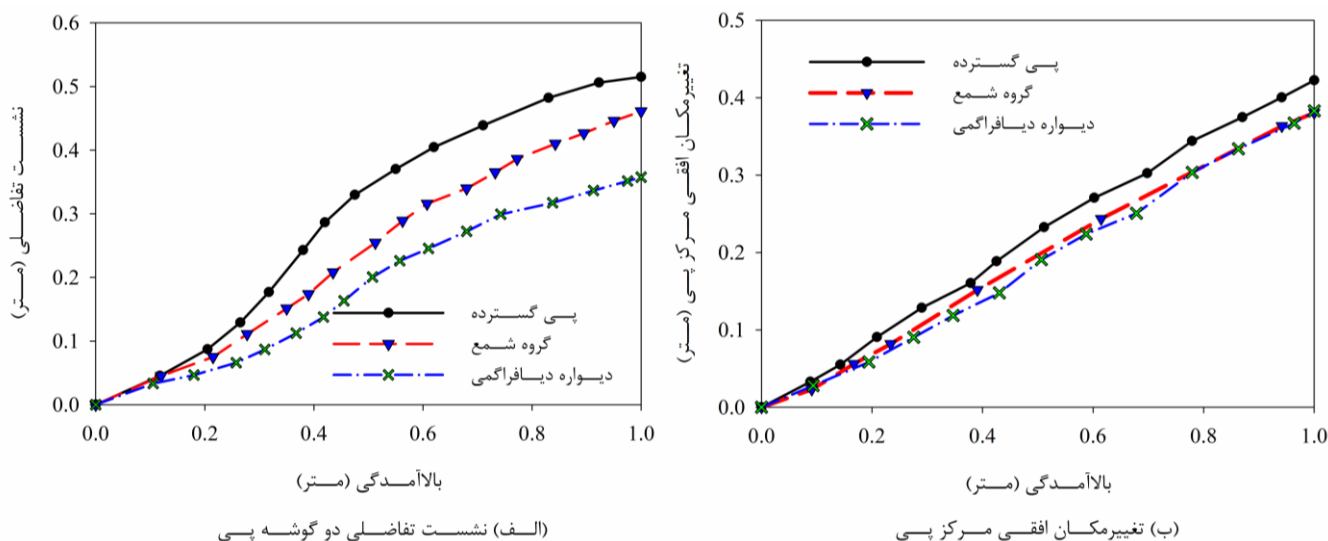 نشست تفاضلی (متر)
0.6
0.5
0.4
0.3
0.2
0.1
0.0
پی گسترده
گروه شمع
دیواره دیافراگمی
0.0 0.2 0.4 0.6 0.8 1.0
بالاآمدگی (متر)
(الف) نشست تفاضلی دو گوشه پی
تغییرمکان افقی مرکز پی (متر)
0.5
0.4
0.3
0.2
0.1
0.0
پی گسترده
گروه شمع
دیواره دیافراگمی
0.0 0.2 0.4 0.6 0.8 1.0
بالاآمدگی (متر)
(ب) تغییرمکان افقی مرکز پی